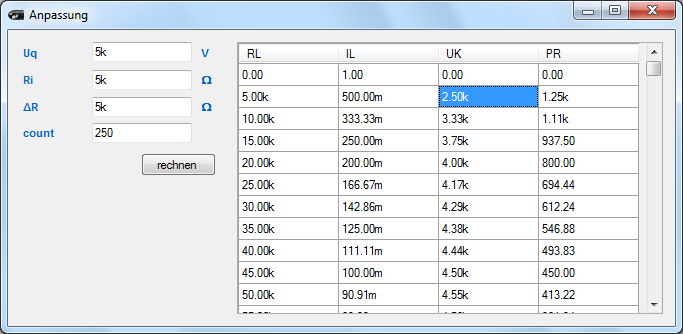 Anpassung
Uq 5k V
Ri 5k Ω
ΔR 5k Ω
count 250
rechnen
RL IL UK PR
0.00 1.00 0.00 0.00
5.00k 500.00m 2.50k 1.25k
10.00k 333.33m 3.33k 1.11k
15.00k 250.00m 3.75k 937.50
20.00k 200.00m 4.00k 800.00
25.00k 166.67m 4.17k 694.44
30.00k 142.86m 4.29k 612.24
35.00k 125.00m 4.38k 546.88
40.00k 111.11m 4.44k 493.83
45.00k 100.00m 4.50k 450.00
50.00k 90.91m 4.55k 413.22